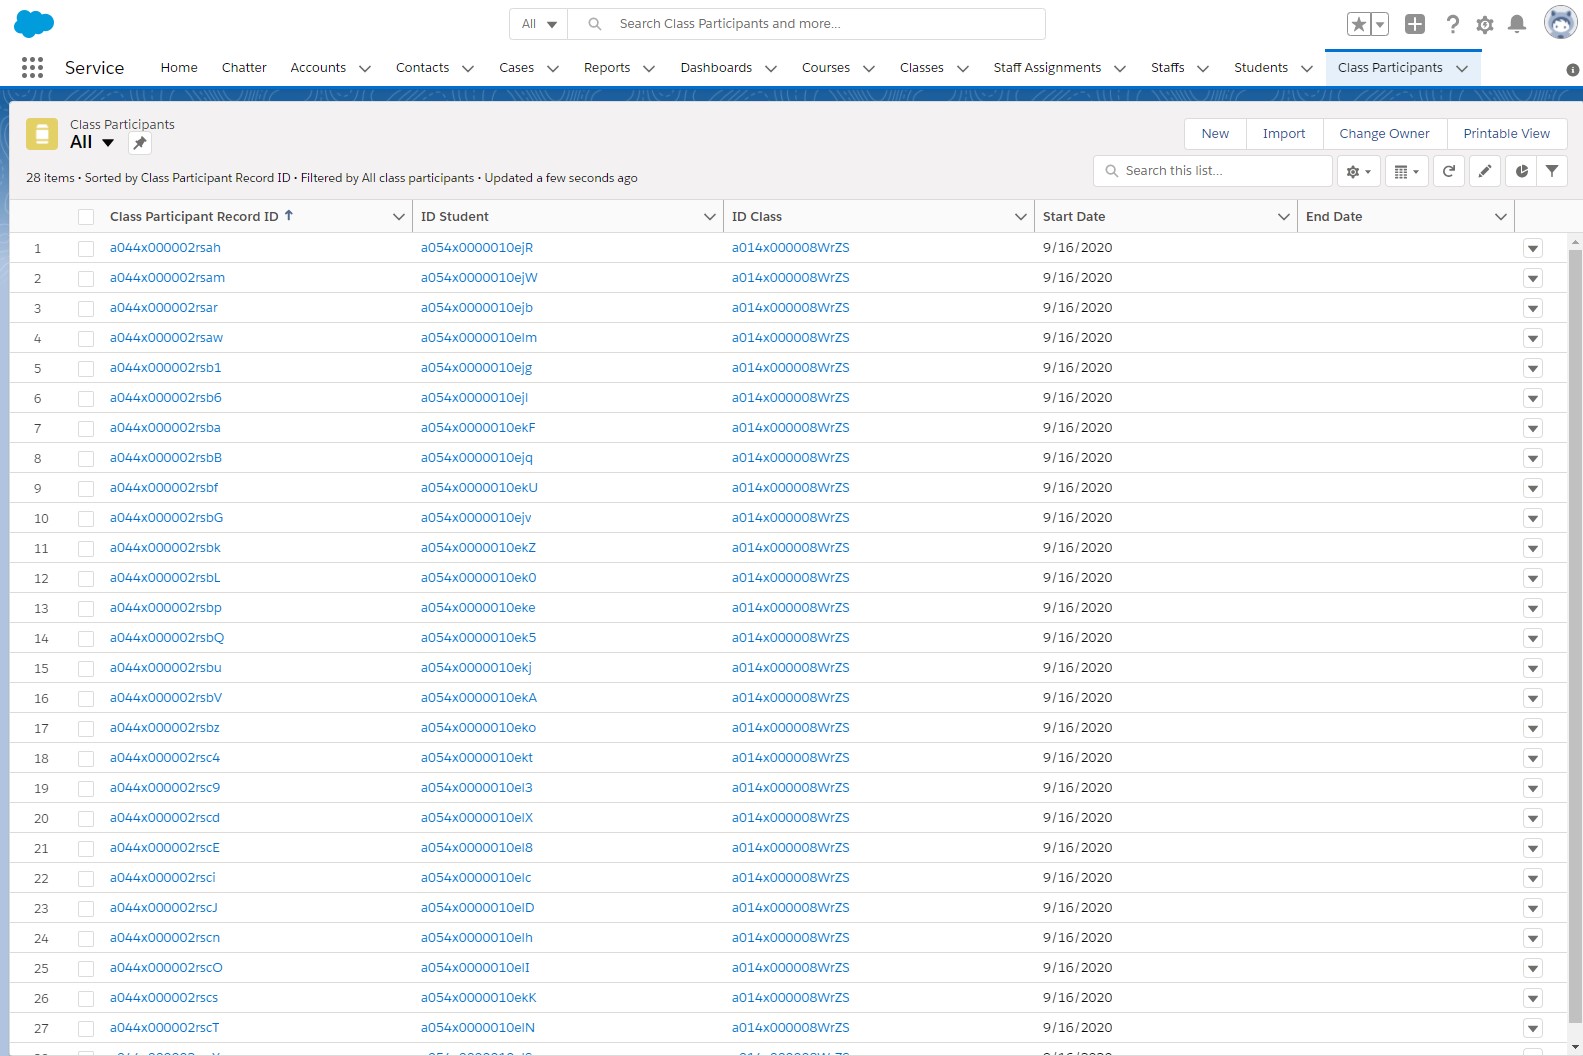 All Search Class Participants and more...
Service Home Chatter Accounts Contacts Cases Reports Dashboards Courses Classes Staff Assignments Staffs Students Class Participants
Class Participants
All
New Import Change Owner Printable View
28 items • Sorted by Class Participant Record ID • Filtered by All class participants • Updated a few seconds ago
Search this list...
Class Participant Record ID ↑ ID Student ID Class Start Date End Date
1 a044x000002rsah a054x0000010ejR a014x000008WrZS 9/16/2020
2 a044x000002rsam a054x0000010ejW a014x000008WrZS 9/16/2020
3 a044x000002rsar a054x0000010ejb a014x000008WrZS 9/16/2020
4 a044x000002rsaw a054x0000010elm a014x000008WrZS 9/16/2020
5 a044x000002rsb1 a054x0000010ejg a014x000008WrZS 9/16/2020
6 a044x000002rsb6 a054x0000010ejl a014x000008WrZS 9/16/2020
7 a044x000002rsba a054x0000010ekF a014x000008WrZS 9/16/2020
8 a044x000002rsbB a054x0000010ejq a014x000008WrZS 9/16/2020
9 a044x000002rsbf a054x0000010ekU a014x000008WrZS 9/16/2020
10 a044x000002rsbG a054x0000010ejv a014x000008WrZS 9/16/2020
11 a044x000002rsbk a054x0000010ekZ a014x000008WrZS 9/16/2020
12 a044x000002rsbL a054x0000010ek0 a014x000008WrZS 9/16/2020
13 a044x000002rsbp a054x0000010eke a014x000008WrZS 9/16/2020
14 a044x000002rsbQ a054x0000010ek5 a014x000008WrZS 9/16/2020
15 a044x000002rsbu a054x0000010ekj a014x000008WrZS 9/16/2020
16 a044x000002rsbV a054x0000010ekA a014x000008WrZS 9/16/2020
17 a044x000002rsbz a054x0000010eko a014x000008WrZS 9/16/2020
18 a044x000002rsc4 a054x0000010ekt a014x000008WrZS 9/16/2020
19 a044x000002rsc9 a054x0000010el3 a014x000008WrZS 9/16/2020
20 a044x000002rscd a054x0000010elX a014x000008WrZS 9/16/2020
21 a044x000002rscE a054x0000010el8 a014x000008WrZS 9/16/2020
22 a044x000002rsci a054x0000010elc a014x000008WrZS 9/16/2020
23 a044x000002rscJ a054x0000010elD a014x000008WrZS 9/16/2020
24 a044x000002rscn a054x0000010elh a014x000008WrZS 9/16/2020
25 a044x000002rscO a054x0000010elI a014x000008WrZS 9/16/2020
26 a044x000002rscs a054x0000010ekK a014x000008WrZS 9/16/2020
27 a044x000002rscT a054x0000010elN a014x000008WrZS 9/16/2020